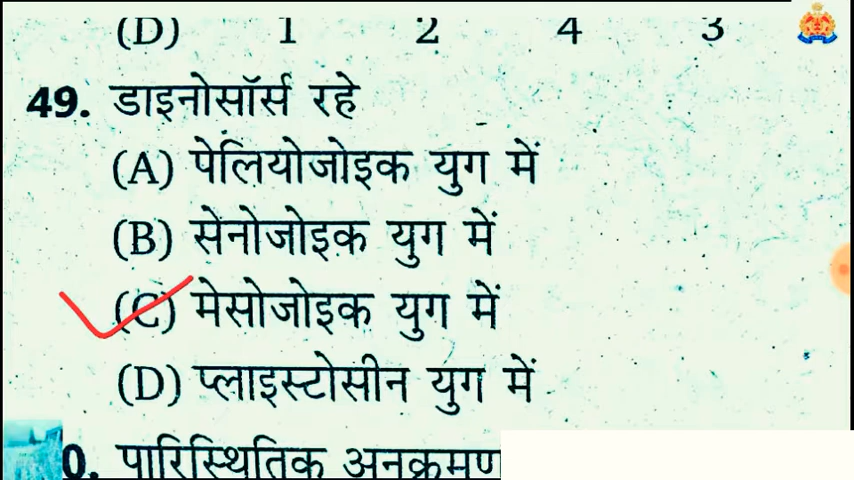 (D) 1 2 4 3
49. डाइनोसॉर्स रहे
(A) पेलियोजोइक युग में
(B) सेनोजोइक युग में
(C) मेसोजोइक युग में
(D) प्लाइस्टोसीन युग में
0. पारिस्थितिक अनुक्रमण